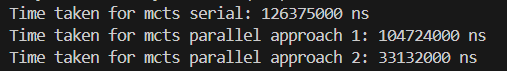 Time taken for mcts serial: 126375000 ns
Time taken for mcts parallel approach 1: 104724000 ns
Time taken for mcts parallel approach 2: 33132000 ns